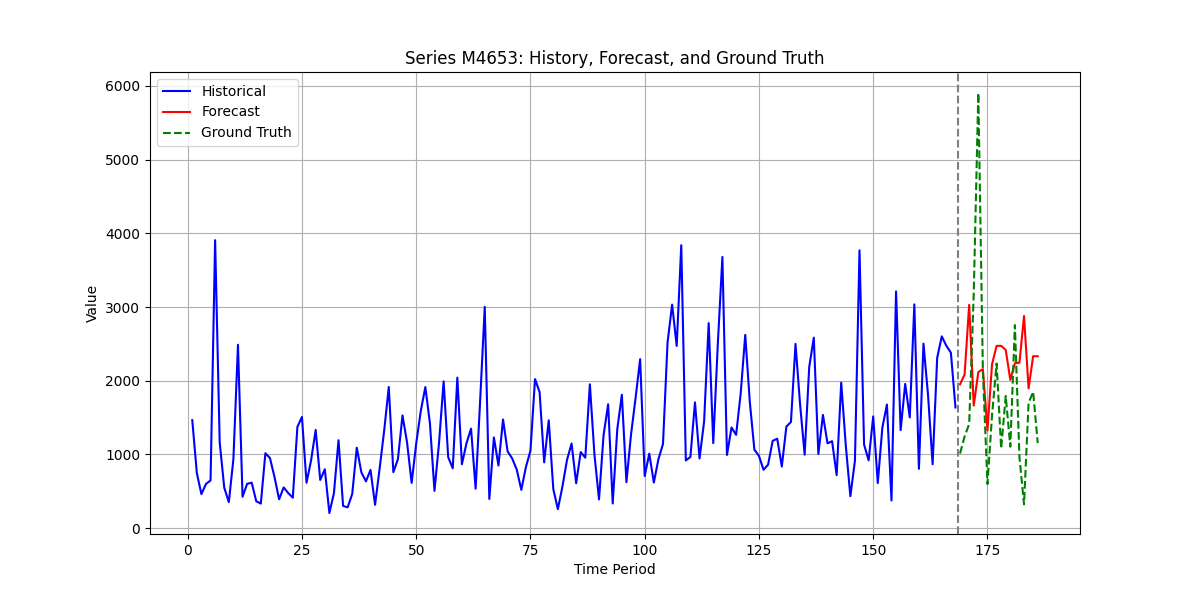 Series M4653: History, Forecast, and Ground Truth
Historical
Forecast
Ground Truth
6000
5000
4000
3000
2000
1000
0
Value
0 25 50 75 100 125 150 175
Time Period